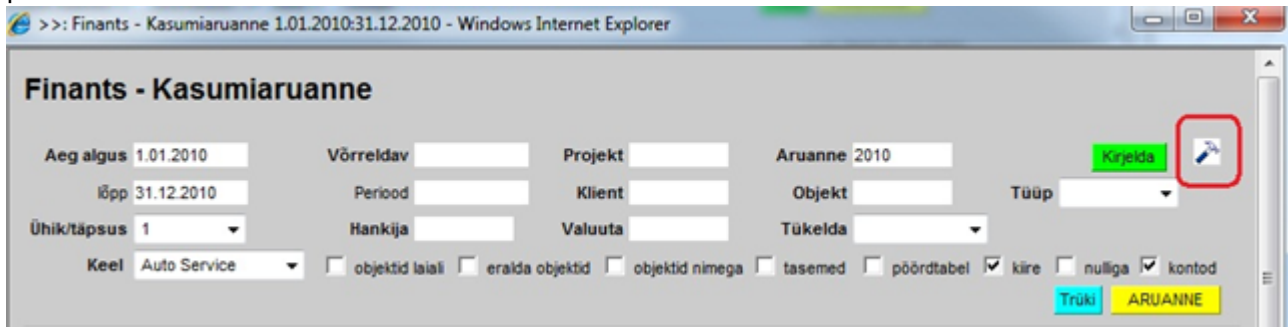 >>: Finants - Kasumiaruanne 1.01.2010:31.12.2010 - Windows Internet Explorer
Finants - Kasumiaruanne
Aeg algus 1.01.2010 Võrreldav Projekt Aruanne 2010 Kirjelda
lõpp 31.12.2010 Periood Klient Objekt Tüüp
Ühik/täpsus 1 Hankija Valuuta Tükelda
Keel Auto Service objektid laiali eralda objektid objektid nimega tasemed pöördtabel kiire nulliga kontod
Trüki ARUANNE